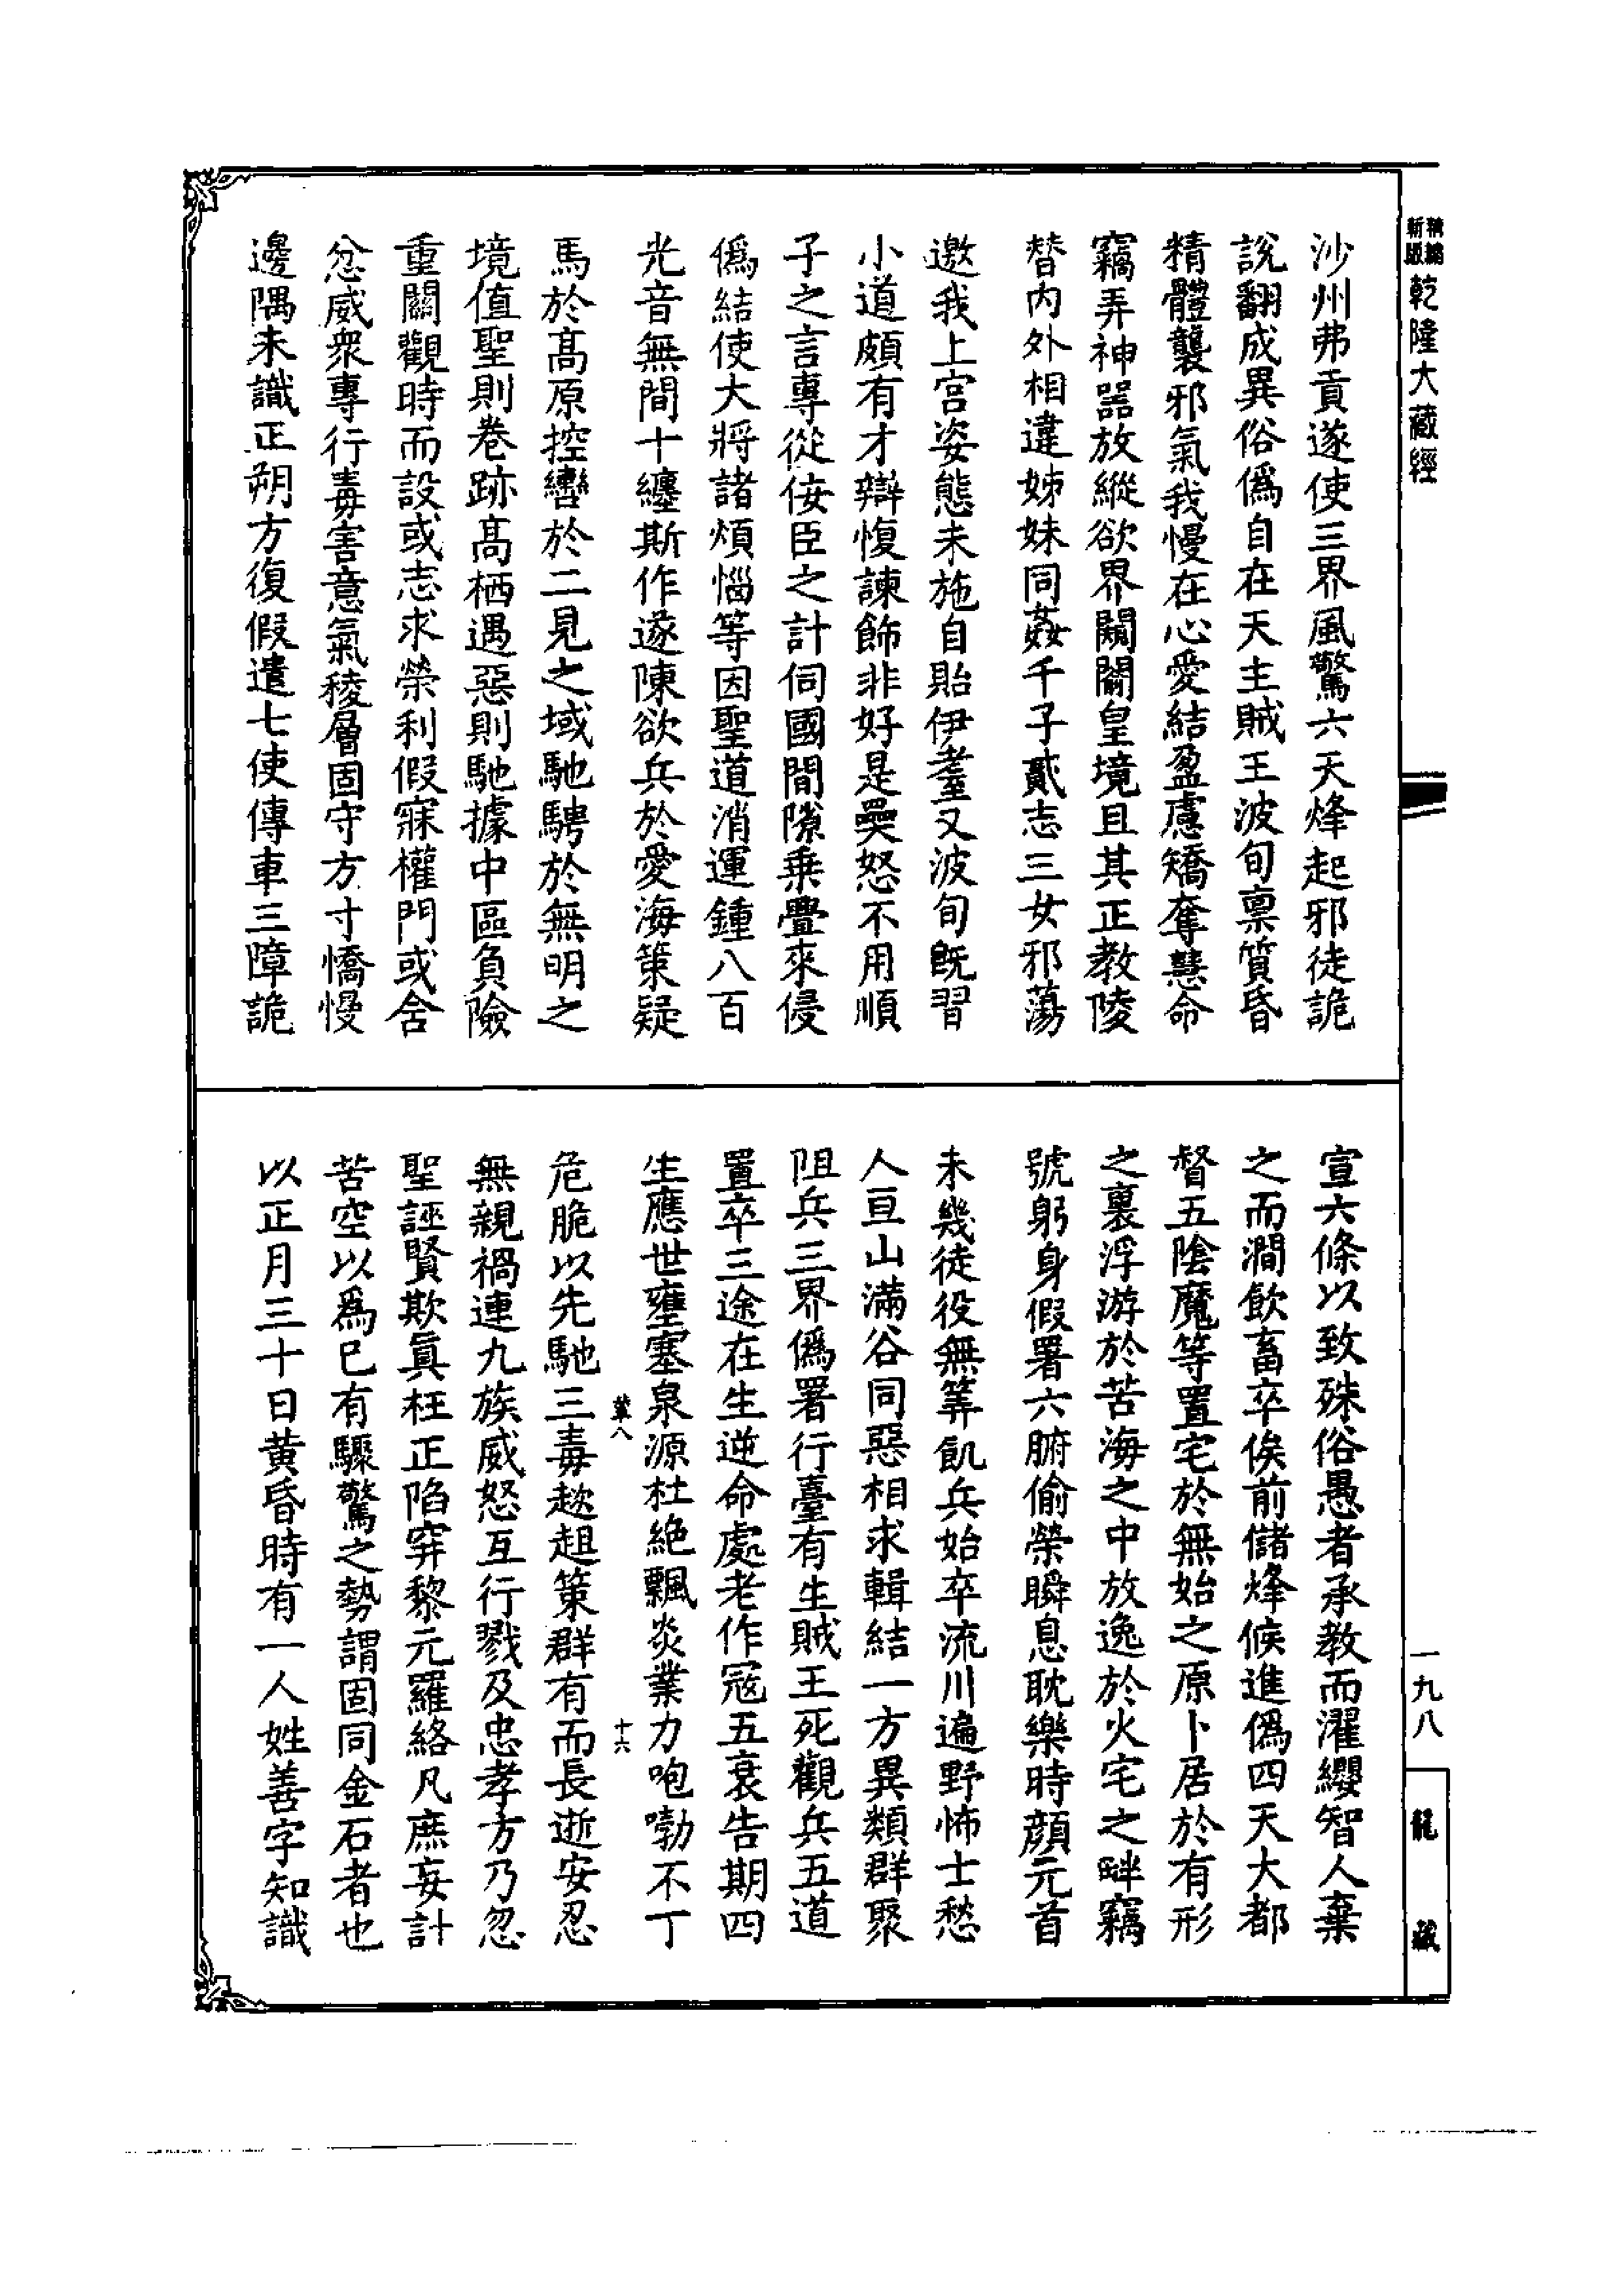 新編
縮版
乾隆大藏經
沙州弗貢遂使三界風驚六天烽起邪徒詭
説翻成異俗僞自在天主賊王波旬禀質昏
精體襲邪氣我慢在心愛結盈慮矯奪慧命
竊弄神器放縱欲界闚𨵦皇境且其正教陵
替内外相違姊妹同姦千子貳志三女邪蕩
邀我上宫姿態未施自貽伊耋又波旬既習
小道頗有才辯愎諫飾非好是㷼怒不用順
子之言專從侫臣之計伺國間隙乗舋來侵
僞結使大將諸煩惱等因聖道消運鍾八百
光音無間十纏斯作遂陳欲兵於愛海策疑
馬於高原控轡於二見之域馳騁於無明之
境值聖則卷跡高栖遇惡則馳據中區負險
重關觀時而設或志求榮利假寐權門或舍
忿威衆專行毒害意氣稜層固守方寸憍慢
邊隅未識正朔方復假遣七使傳車三障詭
宣六條以致殊俗愚者承教而濯纓智人棄
之而澗飲畜卒俟前儲烽候進僞四天大都
督五陰魔等置宅於無始之原卜居於有形
之裏浮游於苦海之中放逸於火宅之畔竊
號躬身假署六腑偷榮瞬息耽樂時顔元首
未幾徒役無筭飢兵始卒流川遍野怖士愁
人亘山滿谷同惡相求輯結一方異類群聚
阻兵三界僞署行臺有生賊王死觀兵五道
置卒三途在生逆命處老作寇五衰告期四
生應世壅塞泉源杜絶飄炎業力咆勃不丁
䡖八
十六
危脆以先馳三毒趑趄策群有而長逝安忍
無親禍連九族威怒互行戮及忠孝方乃忽
聖誣賢欺眞枉正陷穽黎元羅絡凡庶妄計
苦空以爲已有驟驚之勢謂固同金石者也
以正月三十日黄昏時有一人姓善字知識
一九八
龍藏